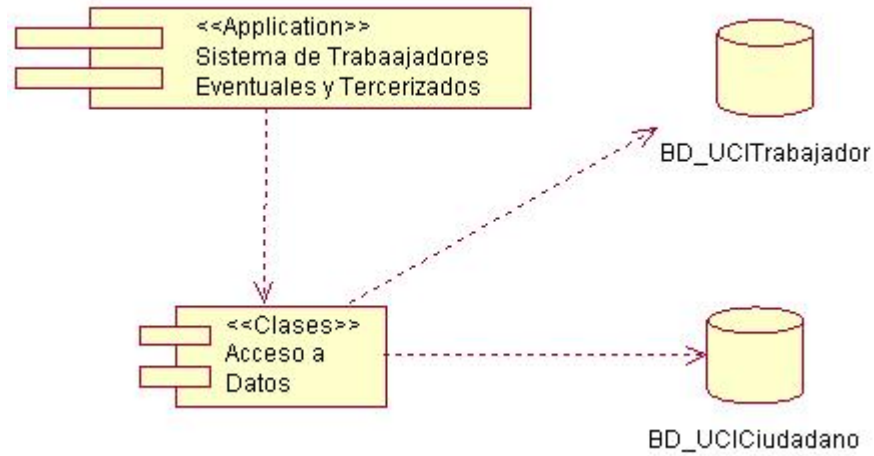 <<Application>>
Sistema de Trabaajadores
Eventuales y Tercerizados
BD_UCITrabajador
<<Clases>>
Acceso a
Datos
BD_UCICiudadano